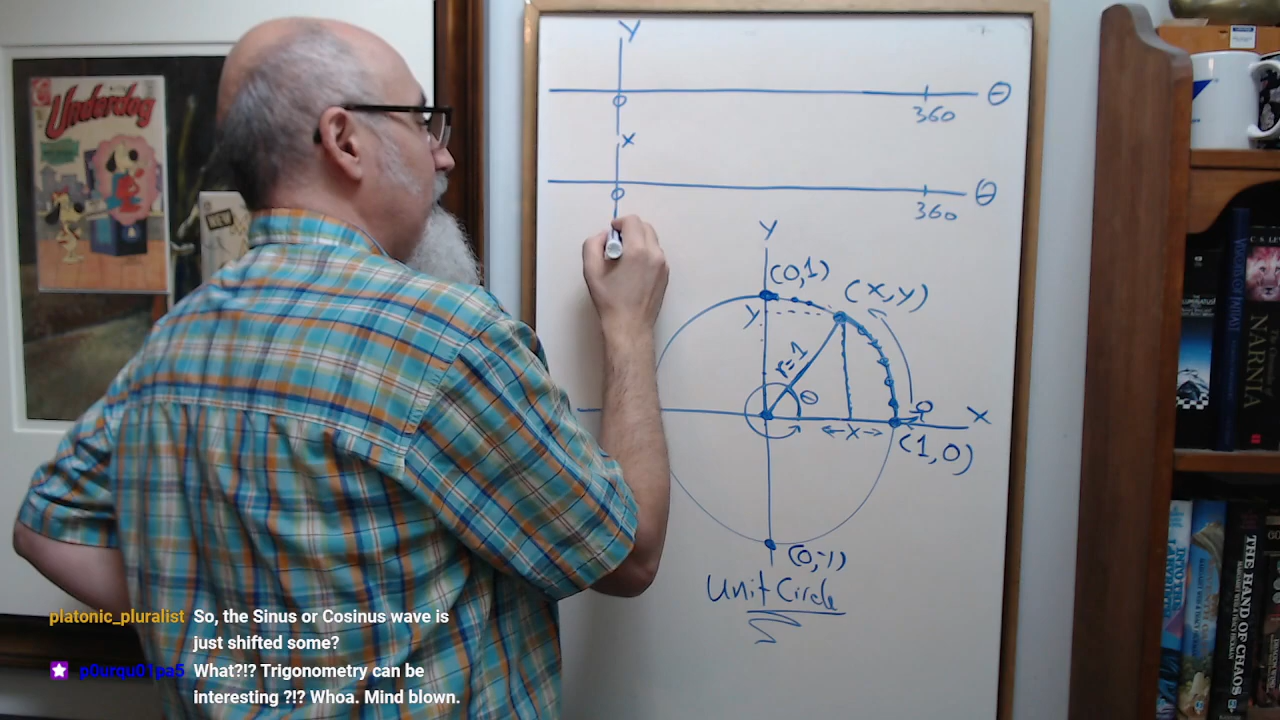 Underdog
NEW
Y
0
360
θ
x
0
360
θ
Y
(0,1)
(x,y)
y
r=1
θ
0
x
←x→
(1,0)
(0,-1)
Unit Circle
NARNIA
THE HAND OF CHAOS
platonic_pluralist So, the Sinus or Cosinus wave is
just shifted some?
p0urqu01pa5 What?!? Trigonometry can be
interesting ?!? Whoa. Mind blown.